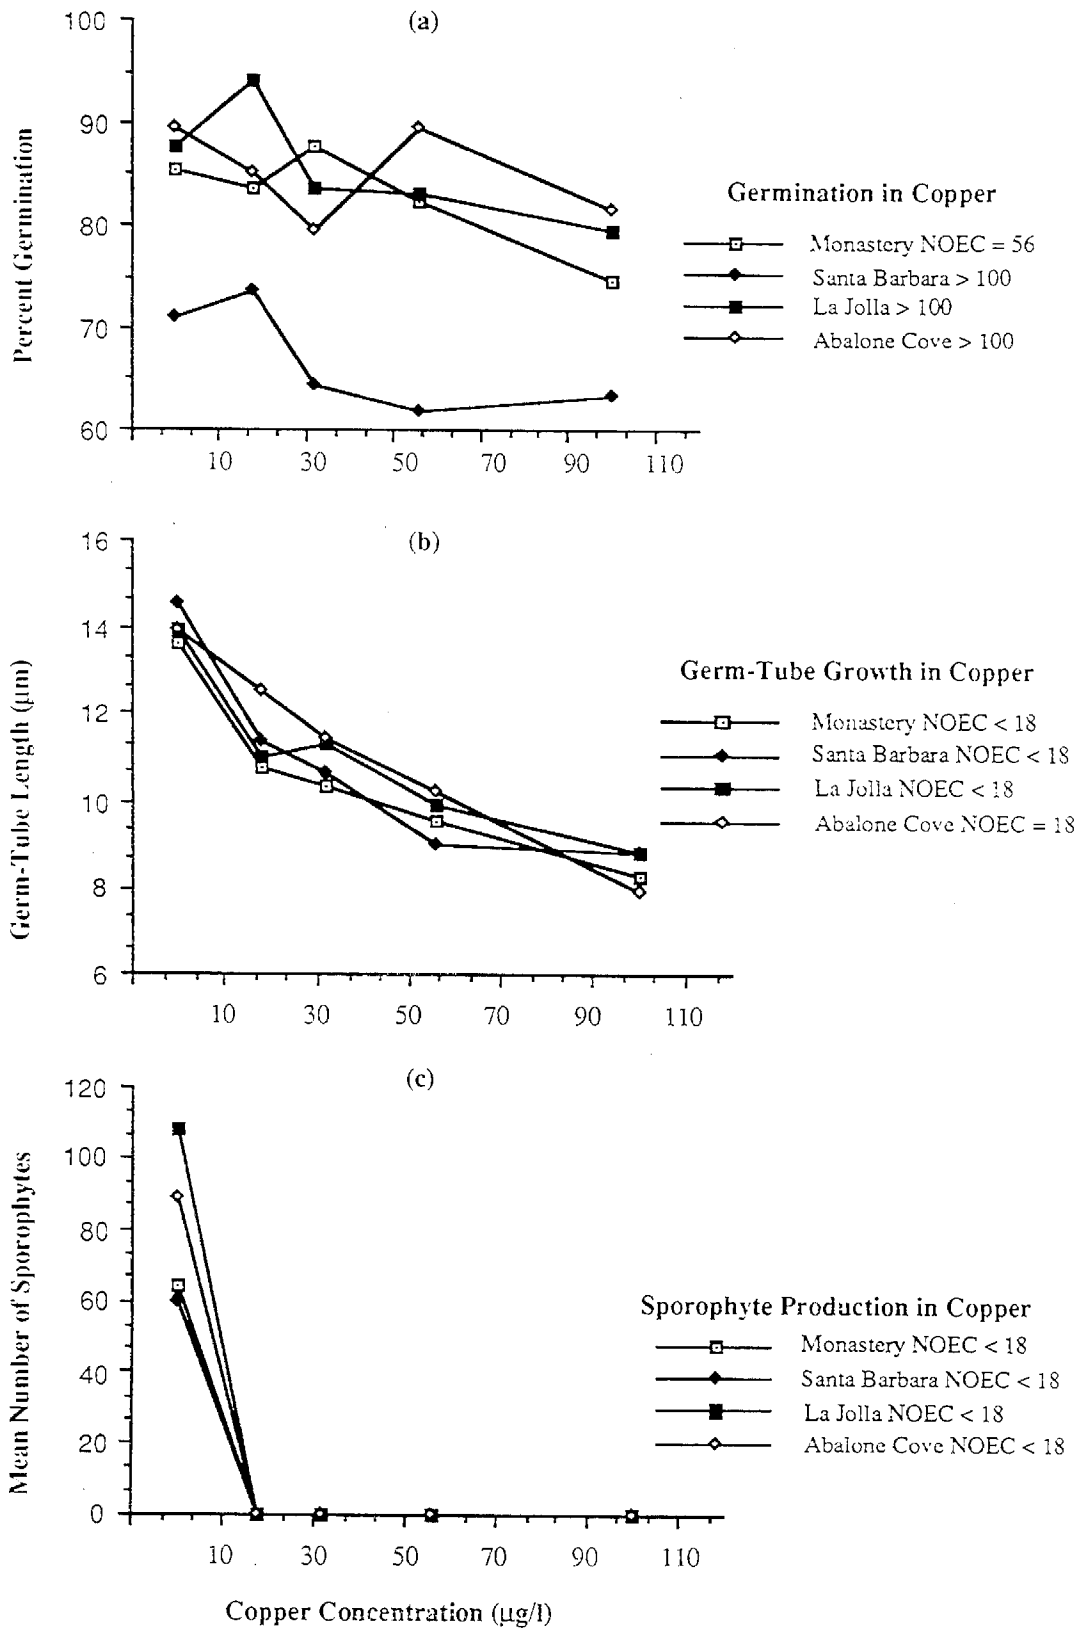 (a)
100
90
80
70
60
Percent Germination
10 30 50 70 90 110
Germination in Copper
Monastery NOEC = 56
Santa Barbara > 100
La Jolla > 100
Abalone Cove > 100
(b)
16
14
12
10
8
6
Germ-Tube Length (µm)
10 30 50 70 90 110
Germ-Tube Growth in Copper
Monastery NOEC < 18
Santa Barbara NOEC < 18
La Jolla NOEC < 18
Abalone Cove NOEC = 18
(c)
120
100
80
60
40
20
0
Mean Number of Sporophytes
10 30 50 70 90 110
Sporophyte Production in Copper
Monastery NOEC < 18
Santa Barbara NOEC < 18
La Jolla NOEC < 18
Abalone Cove NOEC < 18
Copper Concentration (µg/l)